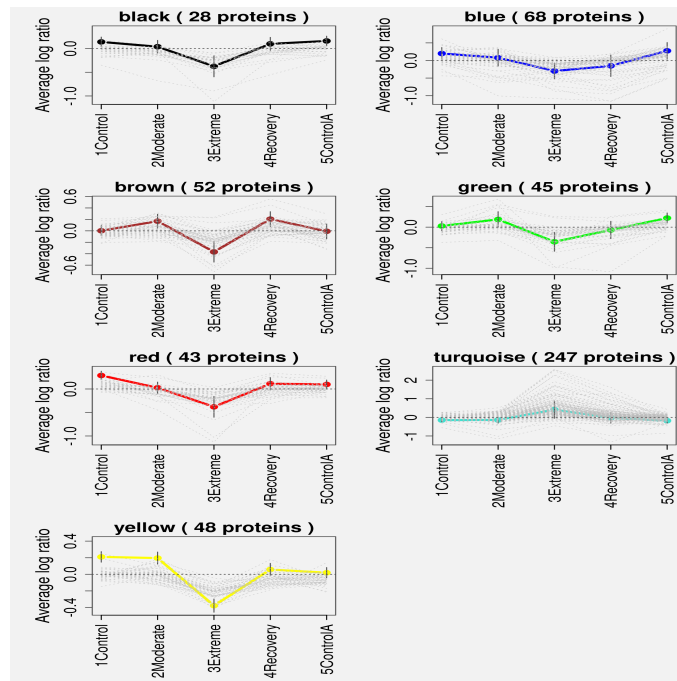 black ( 28 proteins )
Average log ratio
0.0
-1.0
1Control
2Moderate
3Extreme
4Recovery
5ControlA
blue ( 68 proteins )
Average log ratio
0.0
-1.0
1Control
2Moderate
3Extreme
4Recovery
5ControlA
brown ( 52 proteins )
Average log ratio
0.6
0.0
-0.6
1Control
2Moderate
3Extreme
4Recovery
5ControlA
green ( 45 proteins )
Average log ratio
0.0
-1.0
1Control
2Moderate
3Extreme
4Recovery
5ControlA
red ( 43 proteins )
Average log ratio
0.0
-1.0
1Control
2Moderate
3Extreme
4Recovery
5ControlA
turquoise ( 247 proteins )
Average log ratio
2
1
0
-1
1Control
2Moderate
3Extreme
4Recovery
5ControlA
yellow ( 48 proteins )
Average log ratio
0.4
0.0
-0.4
1Control
2Moderate
3Extreme
4Recovery
5ControlA